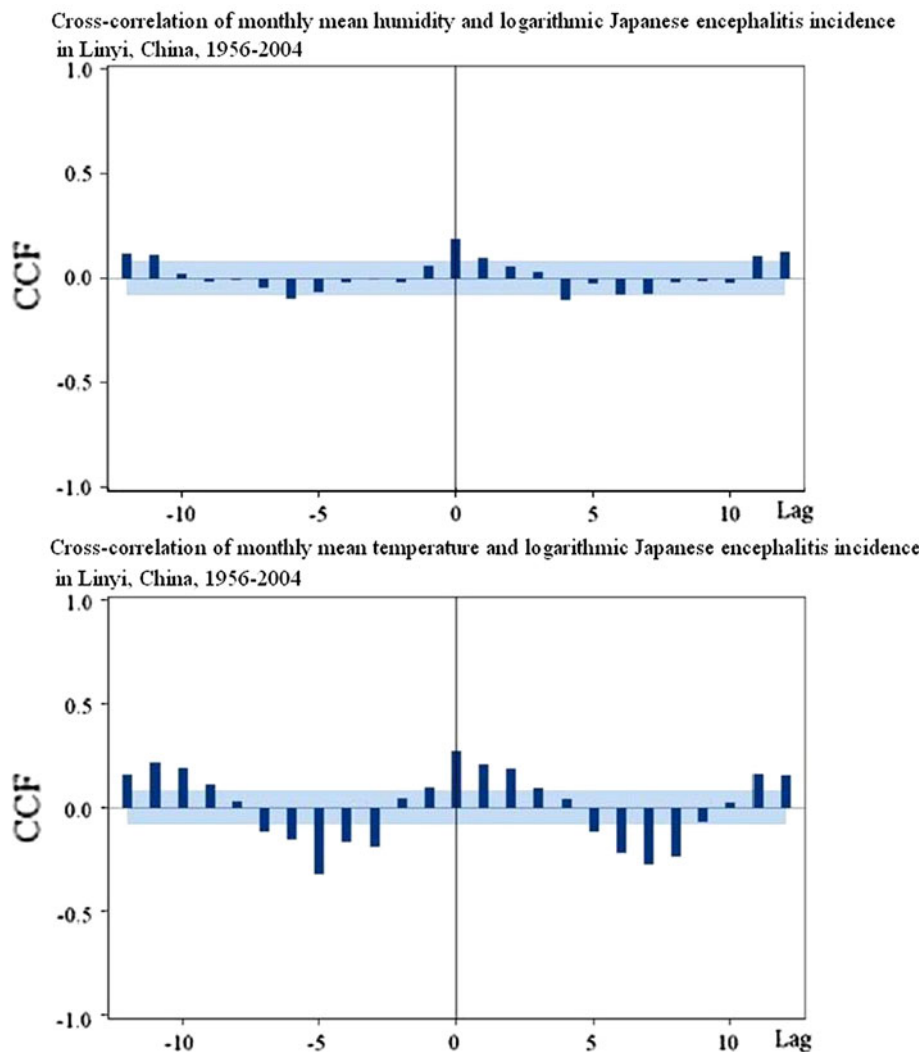 Cross-correlation of monthly mean humidity and logarithmic Japanese encephalitis incidence
in Linyi, China, 1956-2004
1.0
0.5
0.0
-0.5
-1.0
CCF
-10 -5 0 5 10 Lag
Cross-correlation of monthly mean temperature and logarithmic Japanese encephalitis incidence
in Linyi, China, 1956-2004
1.0
0.5
0.0
-0.5
-1.0
CCF
-10 -5 0 5 10 Lag